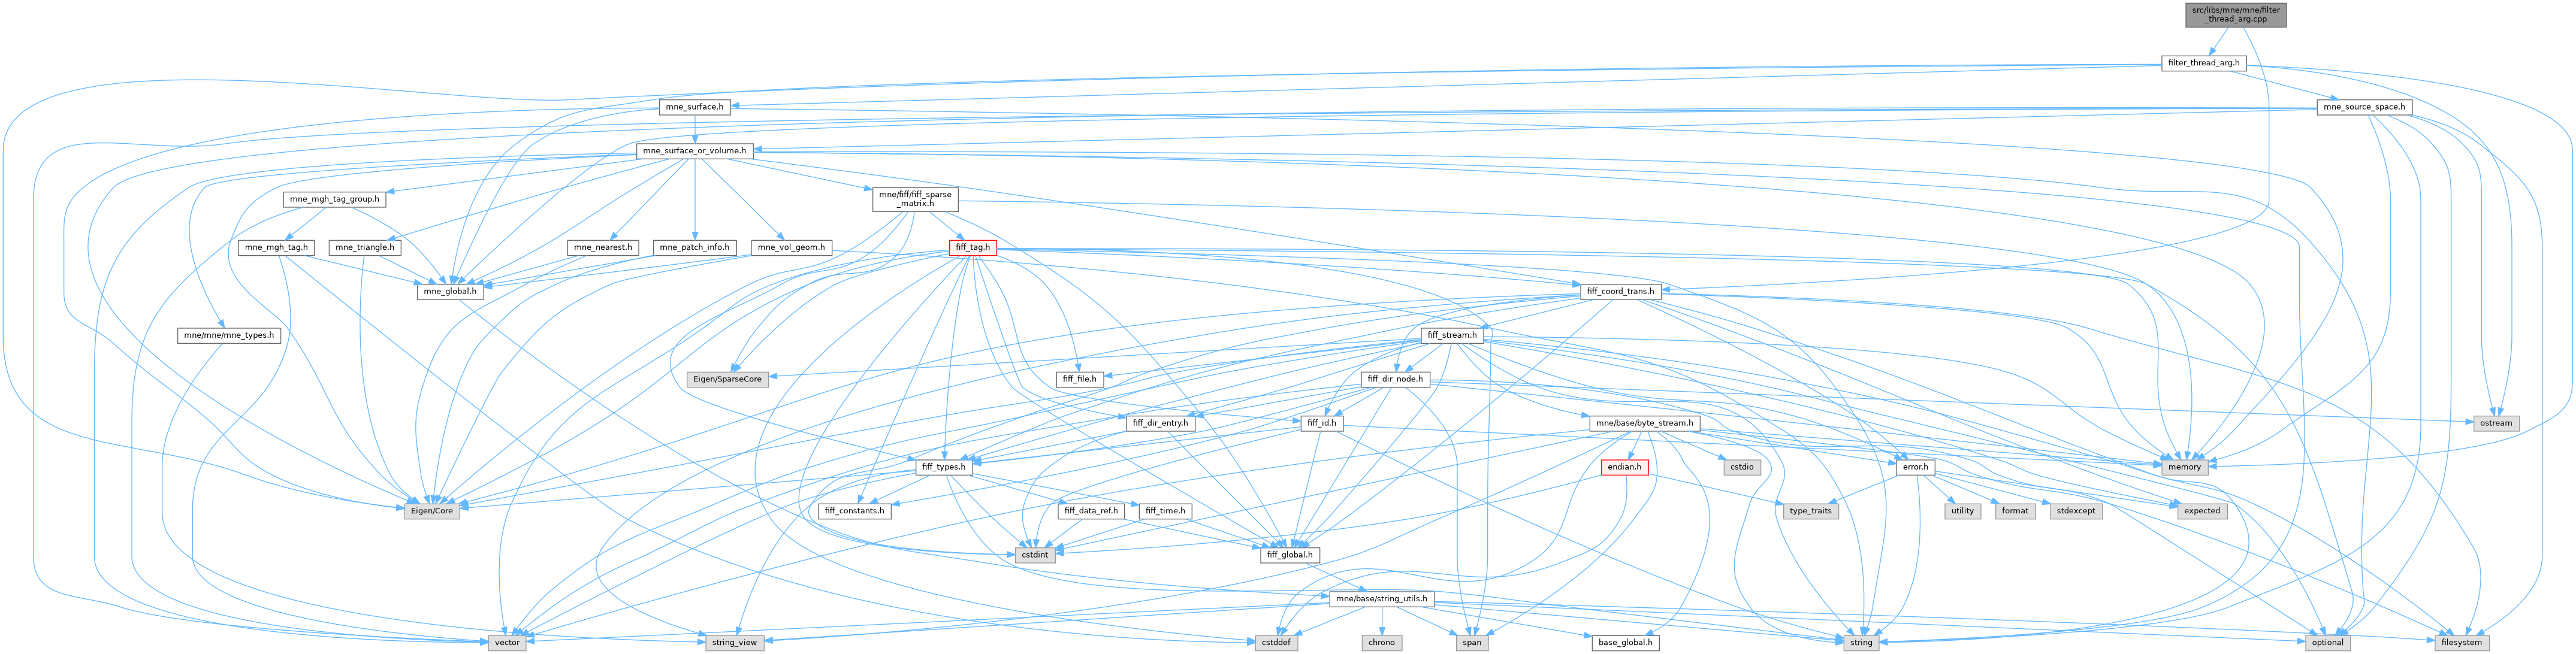 src/libs/mne/mne/filter
_thread_arg.cpp
filter_thread_arg.h
mne_surface.h
mne_source_space.h
mne_surface_or_volume.h
mne_mgh_tag_group.h
mne/fiff/fiff_sparse
_matrix.h
mne_mgh_tag.h
mne_triangle.h
mne_nearest.h
mne_patch_info.h
mne_vol_geom.h
fiff_tag.h
mne_global.h
fiff_coord_trans.h
mne/mne/mne_types.h
fiff_stream.h
Eigen/SparseCore
fiff_file.h
fiff_dir_node.h
fiff_dir_entry.h
fiff_id.h
mne/base/byte_stream.h
ostream
fiff_types.h
endian.h
cstdio
error.h
memory
Eigen/Core
fiff_constants.h
fiff_data_ref.h
fiff_time.h
type_traits
utility
format
stdexcept
expected
cstdint
fiff_global.h
mne/base/string_utils.h
vector
string_view
cstddef
chrono
span
base_global.h
string
optional
filesystem